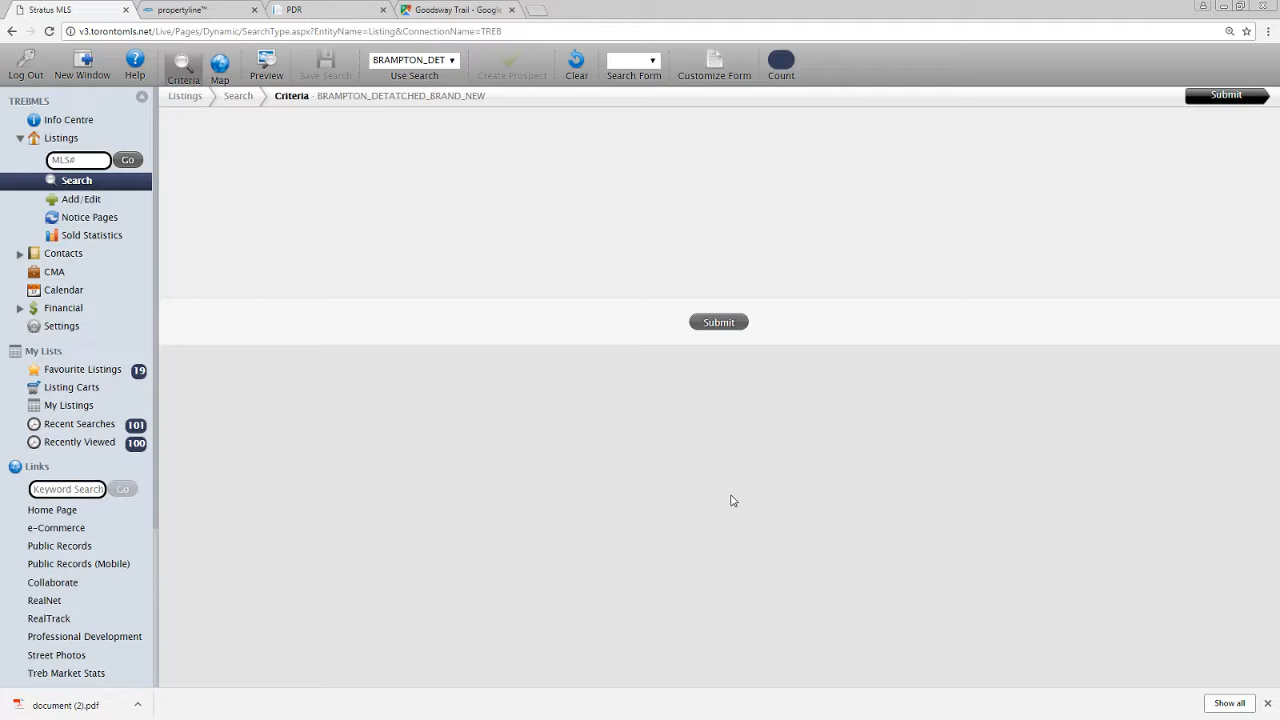 Stratus MLS
propertyline™
PDR
Goodsway Trail - Google
v3.torontomls.net/Live/Pages/Dynamic/SearchType.aspx?EntityName=Listing&ConnectionName=TREB
BRAMPTON_DET
Log Out
New Window
Help
Criteria
Map
Preview
Save Search
Use Search
Create Prospect
Clear
Search Form
Customize Form
Count
TREBMLS
Listings
Search
Criteria - BRAMPTON_DETATCHED_BRAND_NEW
Submit
Info Centre
Listings
MLS#
Go
Search
Add/Edit
Notice Pages
Sold Statistics
Contacts
CMA
Calendar
Financial
Settings
Submit
My Lists
Favourite Listings 19
Listing Carts
My Listings
Recent Searches 101
Recently Viewed 100
Links
Keyword Search
Go
Home Page
e-Commerce
Public Records
Public Records (Mobile)
Collaborate
RealNet
RealTrack
Professional Development
Street Photos
Treb Market Stats
document (2).pdf
Show all